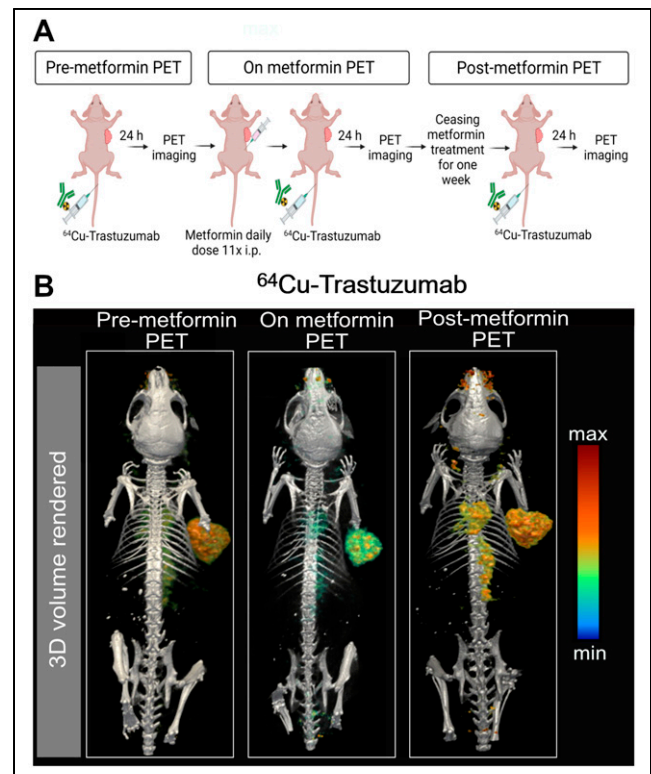 max
A
Pre-metformin PET
On metformin PET
Post-metformin PET
24 h
PET
imaging
24 h
PET
imaging
Ceasing
metformin
treatment
for one
week
24 h
PET
imaging
64Cu-Trastuzumab
Metformin daily
dose 11x i.p.
64Cu-Trastuzumab
64Cu-Trastuzumab
B
64Cu-Trastuzumab
Pre-metformin
PET
On metformin
PET
Post-metformin
PET
3D volume rendered
max
min